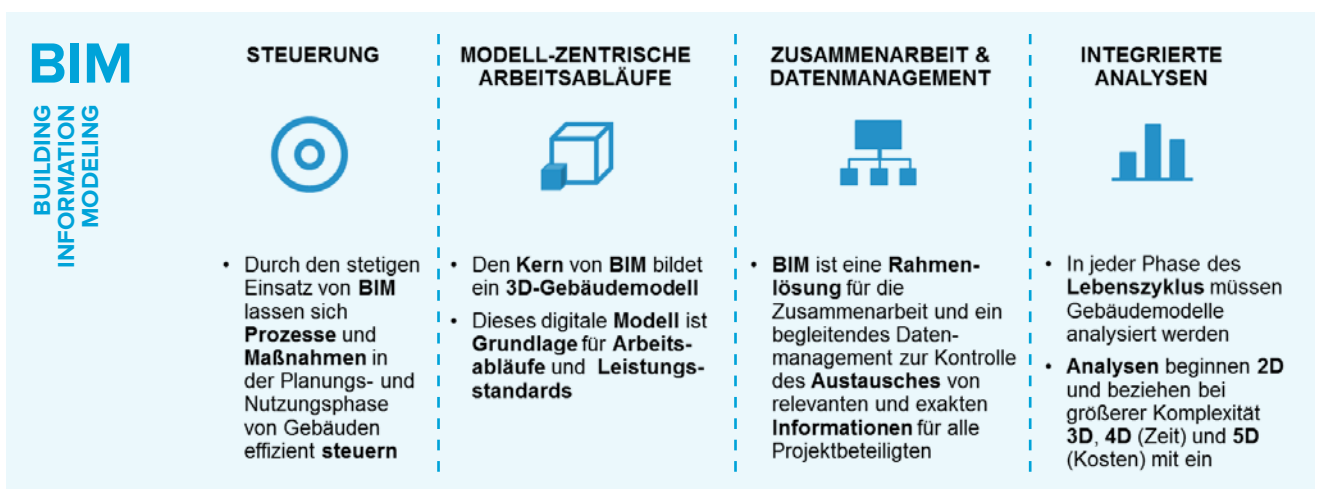 BIM
BUILDING
INFORMATION
MODELING
STEUERUNG
• Durch den stetigen
Einsatz von BIM
lassen sich
Prozesse und
Maßnahmen in
der Planungs- und
Nutzungsphase
von Gebäuden
effizient steuern
MODELL-ZENTRISCHE
ARBEITSABLÄUFE
• Den Kern von BIM bildet
ein 3D-Gebäudemodell
• Dieses digitale Modell ist
Grundlage für Arbeits-
abläufe und Leistungs-
standards
ZUSAMMENARBEIT &
DATENMANAGEMENT
• BIM ist eine Rahmen-
lösung für die
Zusammenarbeit und ein
begleitendes Daten-
management zur Kontrolle
des Austausches von
relevanten und exakten
Informationen für alle
Projektbeteiligten
INTEGRIERTE
ANALYSEN
• In jeder Phase des
Lebenszyklus müssen
Gebäudemodelle
analysiert werden
• Analysen beginnen 2D
und beziehen bei
größerer Komplexität
3D, 4D (Zeit) und 5D
(Kosten) mit ein